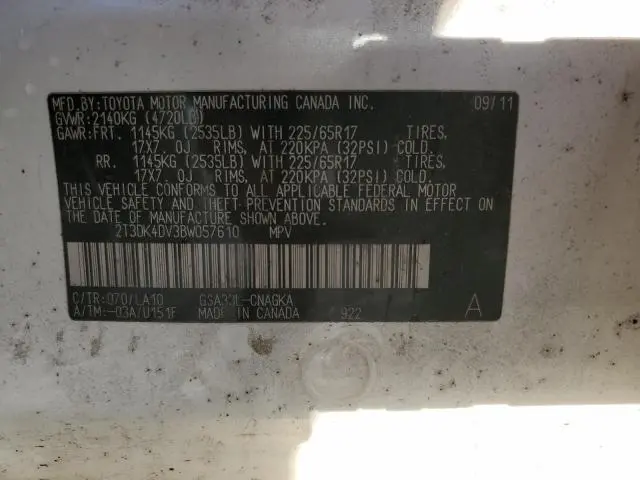 MFD.BY:TOYOTA MOTOR MANUFACTURING CANADA INC. 09/11
GVWR:2140KG (4720LB)
GAWR:FRT. 1145KG (2535LB) WITH 225/65R17 TIRES,
17X7.0J RIMS, AT 220KPA (32PSI) COLD.
RR. 1145KG (2535LB) WITH 225/65R17 TIRES,
17X7.0J RIMS, AT 220KPA (32PSI) COLD.
THIS VEHICLE CONFORMS TO ALL APPLICABLE FEDERAL MOTOR
VEHICLE SAFETY AND THEFT-PREVENTION STANDARDS IN EFFECT ON
THE DATE OF MANUFACTURE SHOWN ABOVE.
2T3DK4DV3BW057610 MPV
C/TR:070/LA10 GSA33L-CNAGKA
A/TM:-03A/U151F MADE IN CANADA 922 A